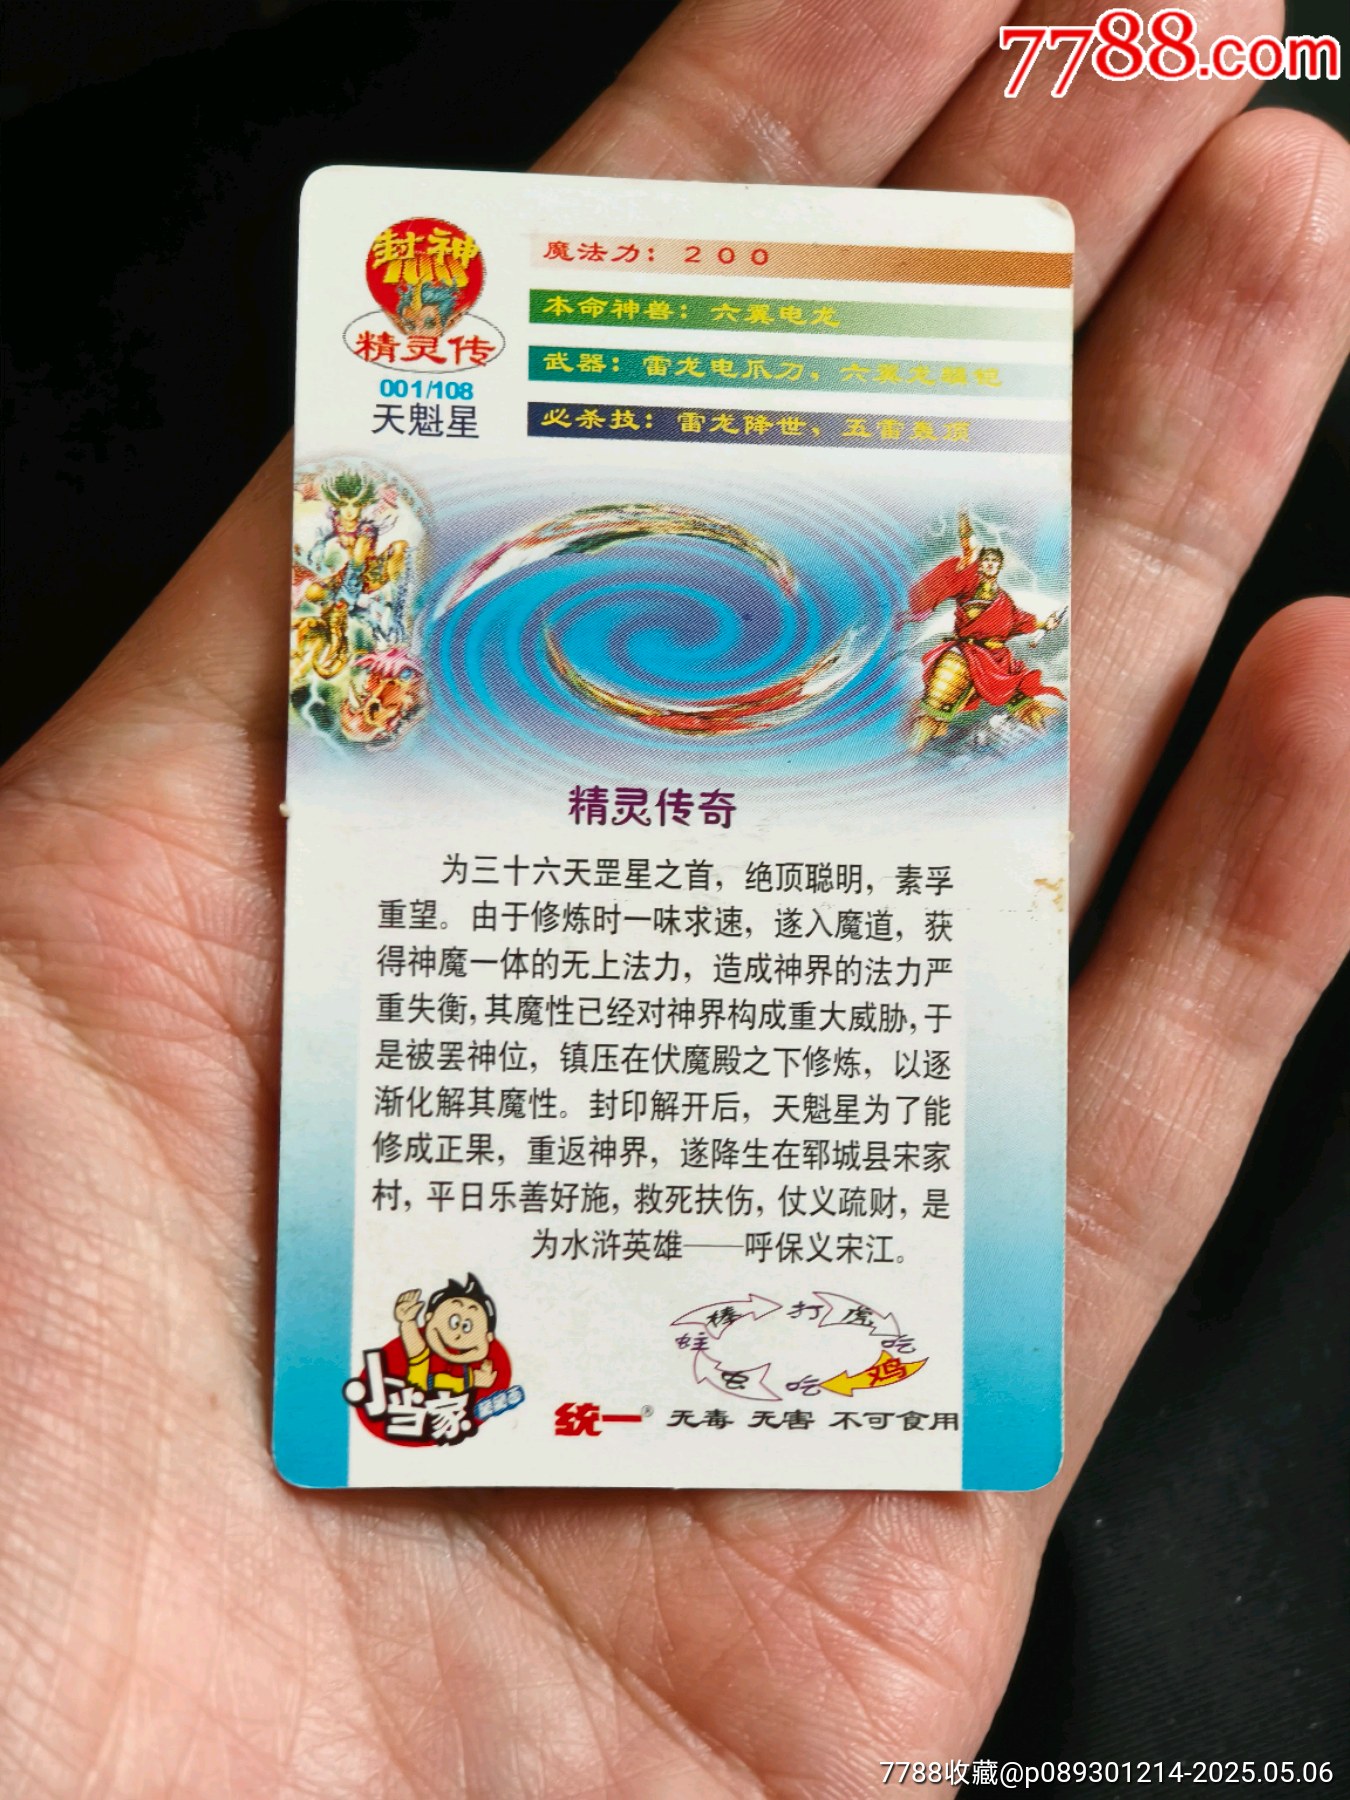 7788.com
封神
精灵传
001/108
天魁星
魔法力：200
本命神兽：六翼电龙
武器：雷龙电爪刀，六翼龙
必杀技：雷龙降世，五雷轰顶
精灵传奇
为三十六天罡星之首，绝顶聪明，素孚
重望。由于修炼时一味求速，遂入魔道，获
得神魔一体的无上法力，造成神界的法力严
重失衡，其魔性已经对神界构成重大威胁，于
是被罢神位，镇压在伏魔殿之下修炼，以逐
渐化解其魔性。封印解开后，天魁星为了能
修成正果，重返神界，遂降生在郓城县宋家
村，平日乐善好施，救死扶伤，仗义疏财，是
为水浒英雄——呼保义宋江。
棒 打 虎 吃 鸡 吃 虫 蛀
小当家
统一® 无毒 无害 不可食用
7788收藏@p089301214-2025.05.06